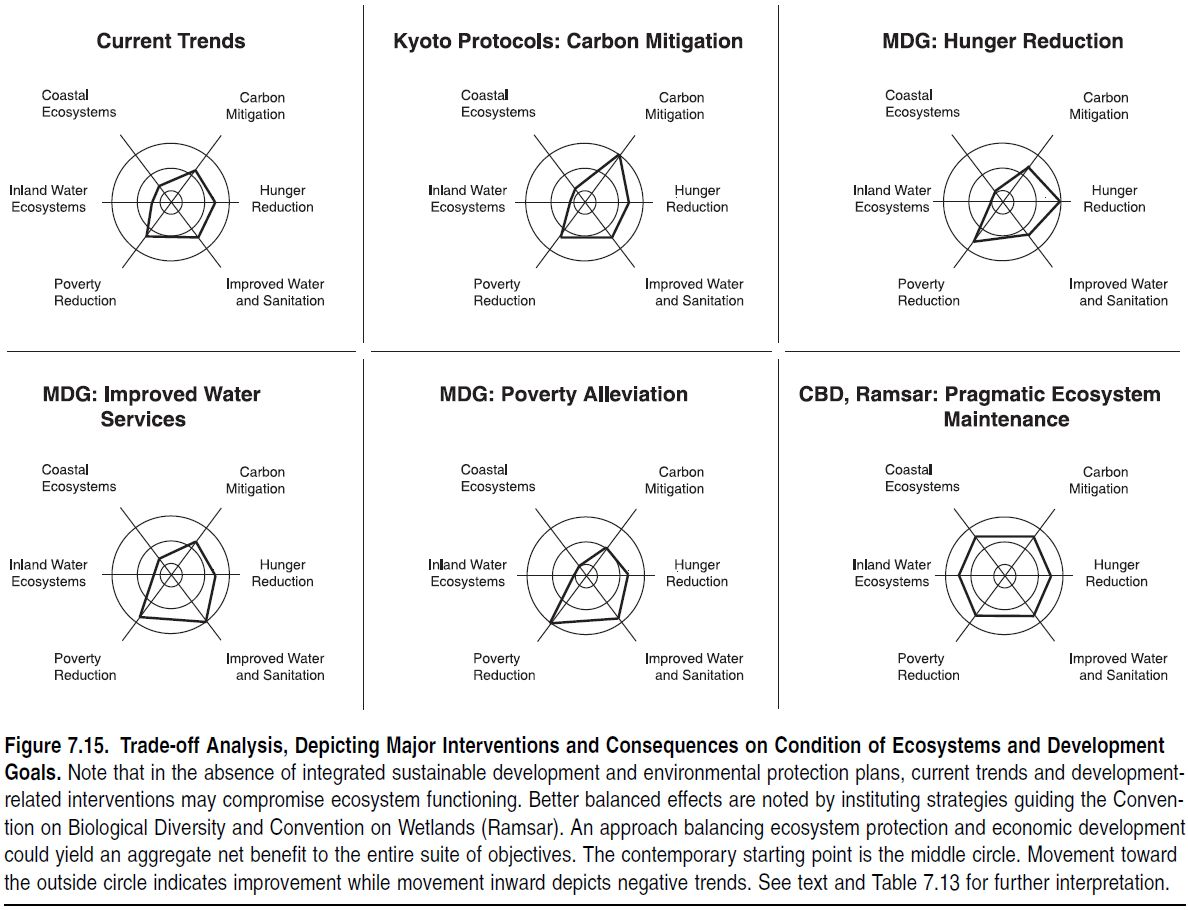 Current Trends
Coastal
Ecosystems
Carbon
Mitigation
Inland Water
Ecosystems
Hunger
Reduction
Poverty
Reduction
Improved Water
and Sanitation
Kyoto Protocols: Carbon Mitigation
Coastal
Ecosystems
Carbon
Mitigation
Inland Water
Ecosystems
Hunger
Reduction
Poverty
Reduction
Improved Water
and Sanitation
MDG: Hunger Reduction
Coastal
Ecosystems
Carbon
Mitigation
Inland Water
Ecosystems
Hunger
Reduction
Poverty
Reduction
Improved Water
and Sanitation
MDG: Improved Water
Services
Coastal
Ecosystems
Carbon
Mitigation
Inland Water
Ecosystems
Hunger
Reduction
Poverty
Reduction
Improved Water
and Sanitation
MDG: Poverty Alleviation
Coastal
Ecosystems
Carbon
Mitigation
Inland Water
Ecosystems
Hunger
Reduction
Poverty
Reduction
Improved Water
and Sanitation
CBD, Ramsar: Pragmatic Ecosystem
Maintenance
Coastal
Ecosystems
Carbon
Mitigation
Inland Water
Ecosystems
Hunger
Reduction
Poverty
Reduction
Improved Water
and Sanitation
Figure 7.15. Trade-off Analysis, Depicting Major Interventions and Consequences on Condition of Ecosystems and Development
Goals. Note that in the absence of integrated sustainable development and environmental protection plans, current trends and development-
related interventions may compromise ecosystem functioning. Better balanced effects are noted by instituting strategies guiding the Conven-
tion on Biological Diversity and Convention on Wetlands (Ramsar). An approach balancing ecosystem protection and economic development
could yield an aggregate net benefit to the entire suite of objectives. The contemporary starting point is the middle circle. Movement toward
the outside circle indicates improvement while movement inward depicts negative trends. See text and Table 7.13 for further interpretation.